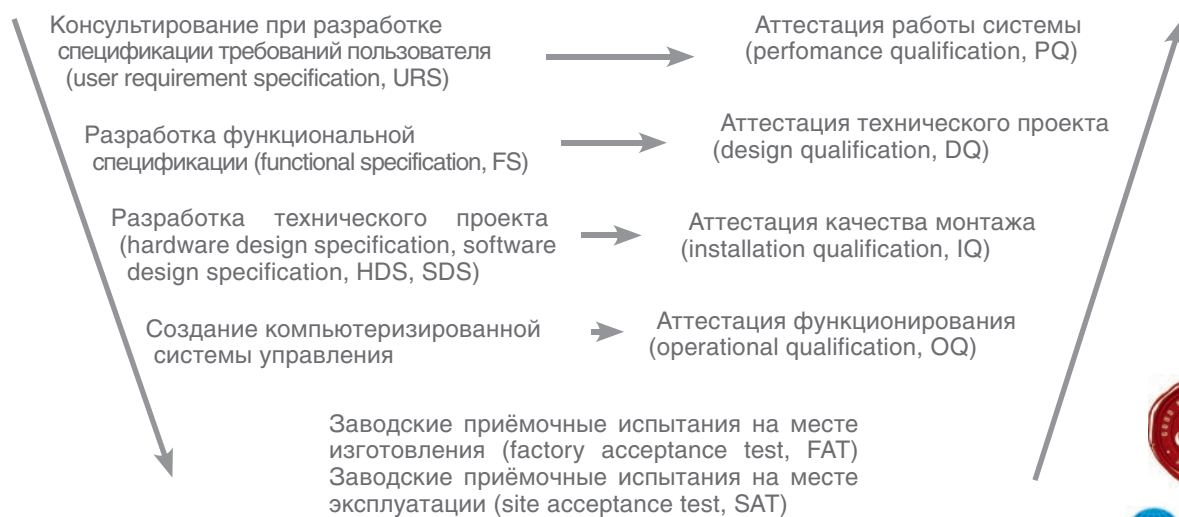 Консультирование при разработке
спецификации требований пользователя
(user requirement specification, URS)
Аттестация работы системы
(perfomance qualification, PQ)
Разработка функциональной
спецификации (functional specification, FS)
Аттестация технического проекта
(design qualification, DQ)
Разработка технического проекта
(hardware design specification, software
design specification, HDS, SDS)
Аттестация качества монтажа
(installation qualification, IQ)
Создание компьютеризированной
системы управления
Аттестация функционирования
(operational qualification, OQ)
Заводские приёмочные испытания на месте
изготовления (factory acceptance test, FAT)
Заводские приёмочные испытания на месте
эксплуатации (site acceptance test, SAT)